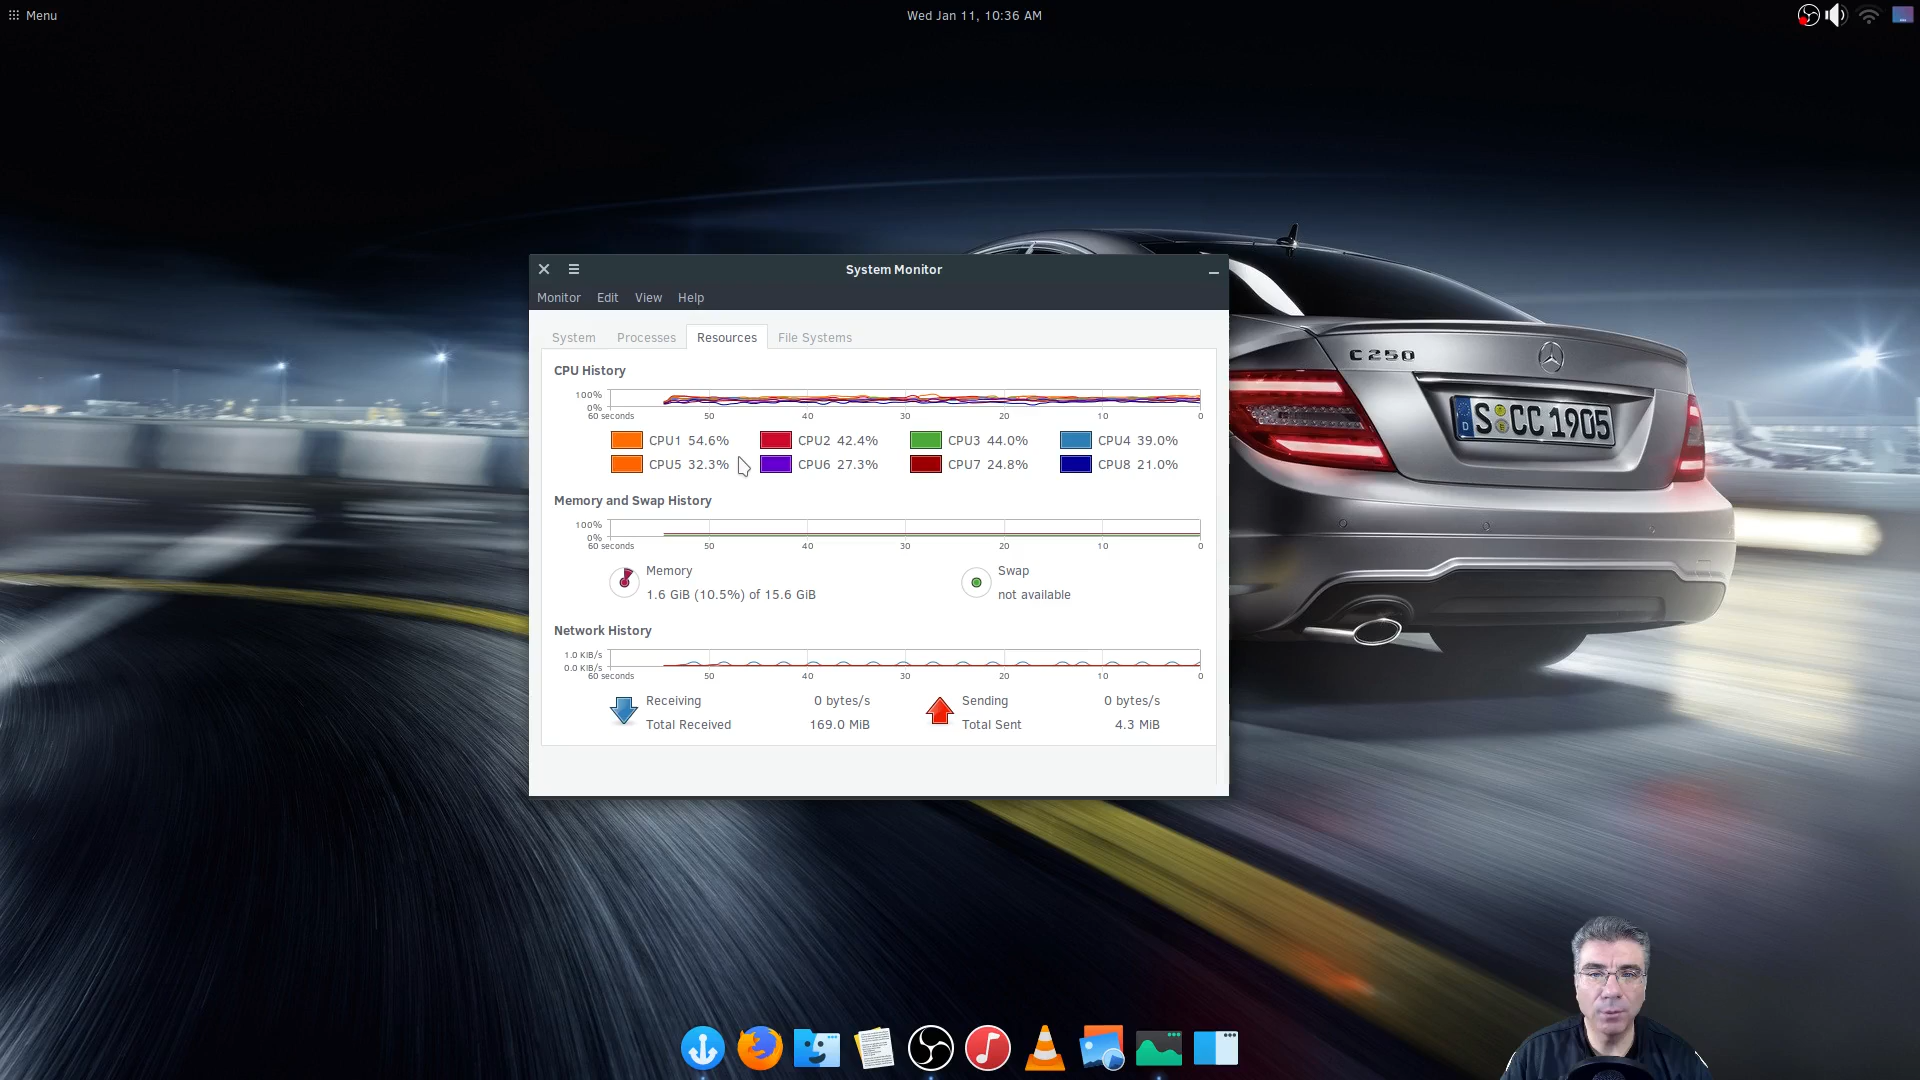 Menu
Wed Jan 11, 10:36 AM
System Monitor
Monitor Edit View Help
System Processes Resources File Systems
CPU History
100%
0%
60 seconds 50 40 30 20 10 0
CPU1 54.6% CPU2 42.4% CPU3 44.0% CPU4 39.0%
CPU5 32.3% CPU6 27.3% CPU7 24.8% CPU8 21.0%
Memory and Swap History
100%
0%
60 seconds 50 40 30 20 10 0
Memory Swap
1.6 GiB (10.5%) of 15.6 GiB not available
Network History
1.0 KiB/s
0.0 KiB/s
60 seconds 50 40 30 20 10 0
Receiving 0 bytes/s Sending 0 bytes/s
Total Received 169.0 MiB Total Sent 4.3 MiB
C 250
D S CC 1905